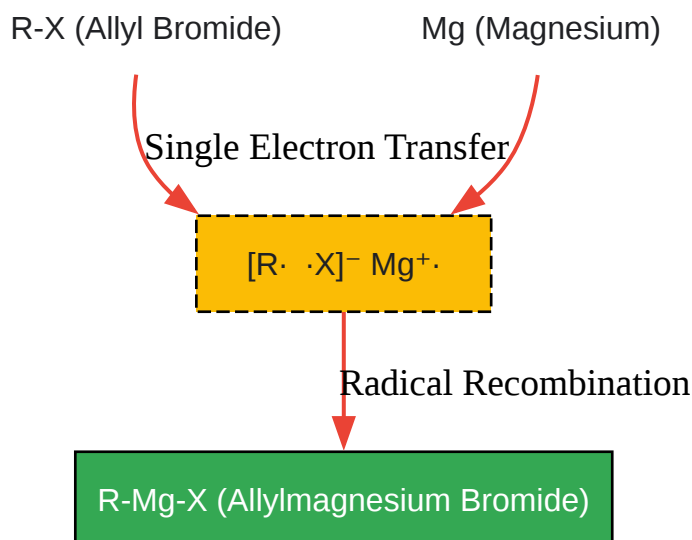 R-X (Allyl Bromide)
Mg (Magnesium)
Single Electron Transfer
[R· ·X]⁻ Mg⁺·
Radical Recombination
R-Mg-X (Allylmagnesium Bromide)